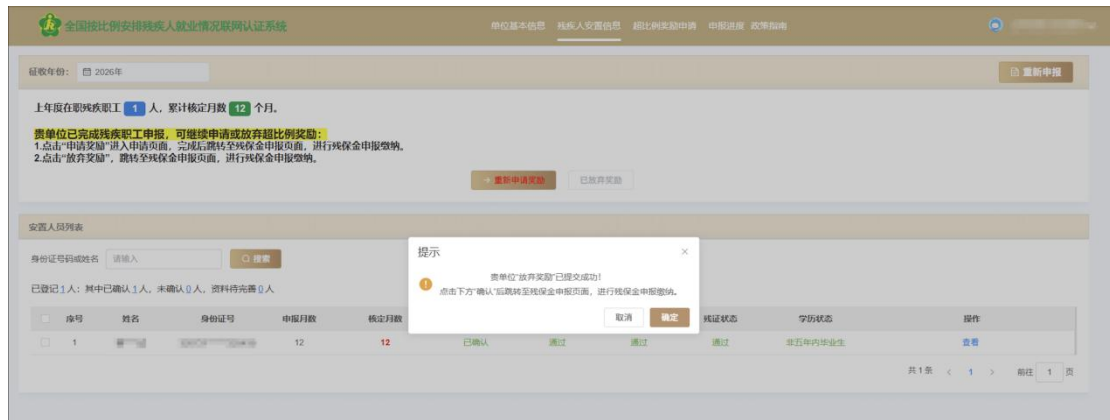 全国按比例安排残疾人就业情况联网认证系统
单位基本信息 残疾人安置信息 超比例奖励申请 申报进度 政策指南
征收年份： 2026年
重新申报
上年度在职残疾职工 1 人，累计核定月数 12 个月。
贵单位已完成残疾职工申报，可继续申请或放弃超比例奖励：
1.点击“申请奖励”进入申请页面，完成后跳转至残保金申报页面，进行残保金申报缴纳。
2.点击“放弃奖励”，跳转至残保金申报页面，进行残保金申报缴纳。
重新申请奖励 已放弃奖励
安置人员列表
身份证号码或姓名 请输入 搜索
已登记1人：其中已确认1人，未确认0人，资料待完善0人
提示
贵单位“放弃奖励”已提交成功！
点击下方“确认”后跳转至残保金申报页面，进行残保金申报缴纳。
取消 确定
序号 姓名 身份证号 申报月数 核定月数 残证状态 学历状态 操作
1 12 12 已确认 通过 通过 通过 非五年内毕业生 查看
共1条 < 1 > 前往 1 页